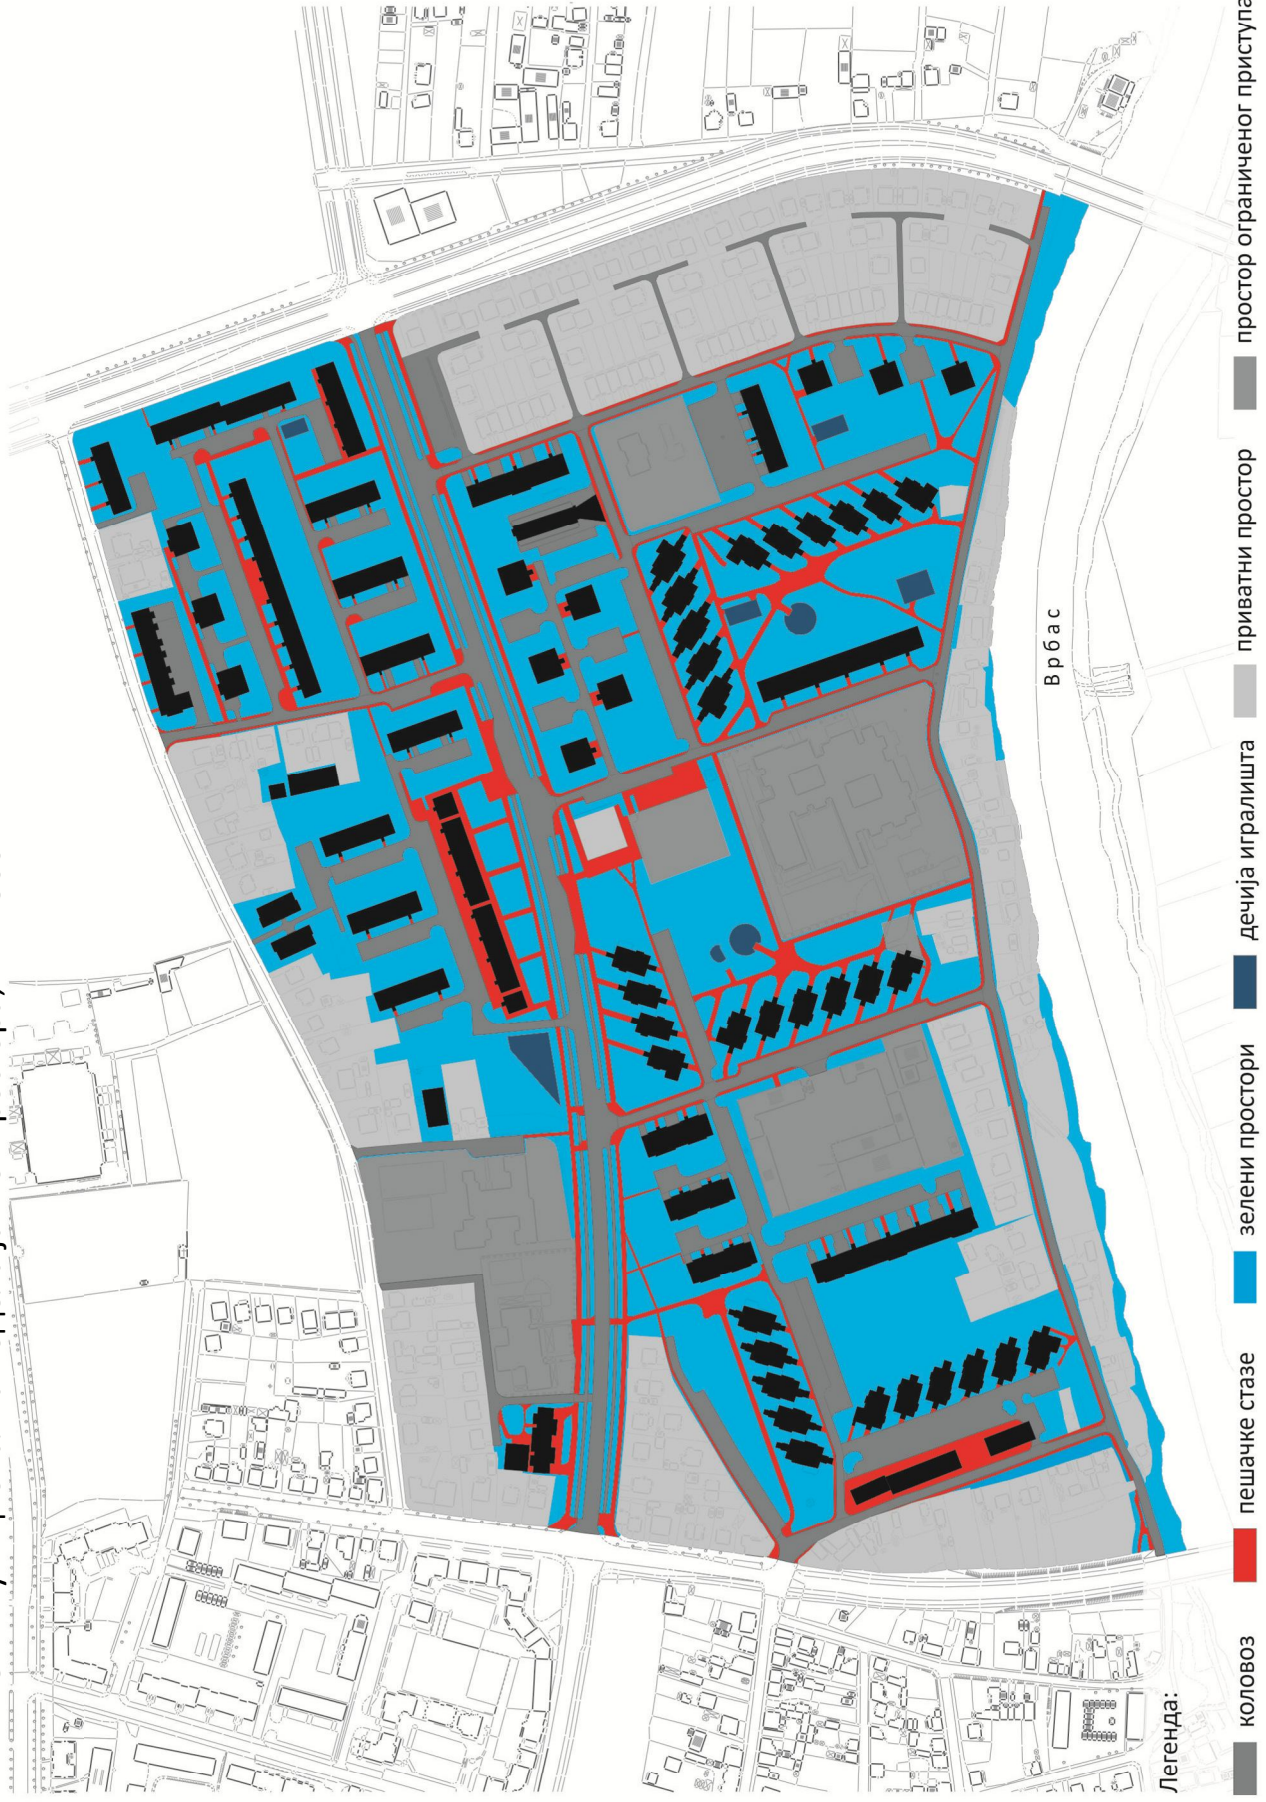 Врбас
Легенда:
коловоз
пешачке стазе
зелени простори
дечија игралишта
приватни простор
простор ограниченог приступа